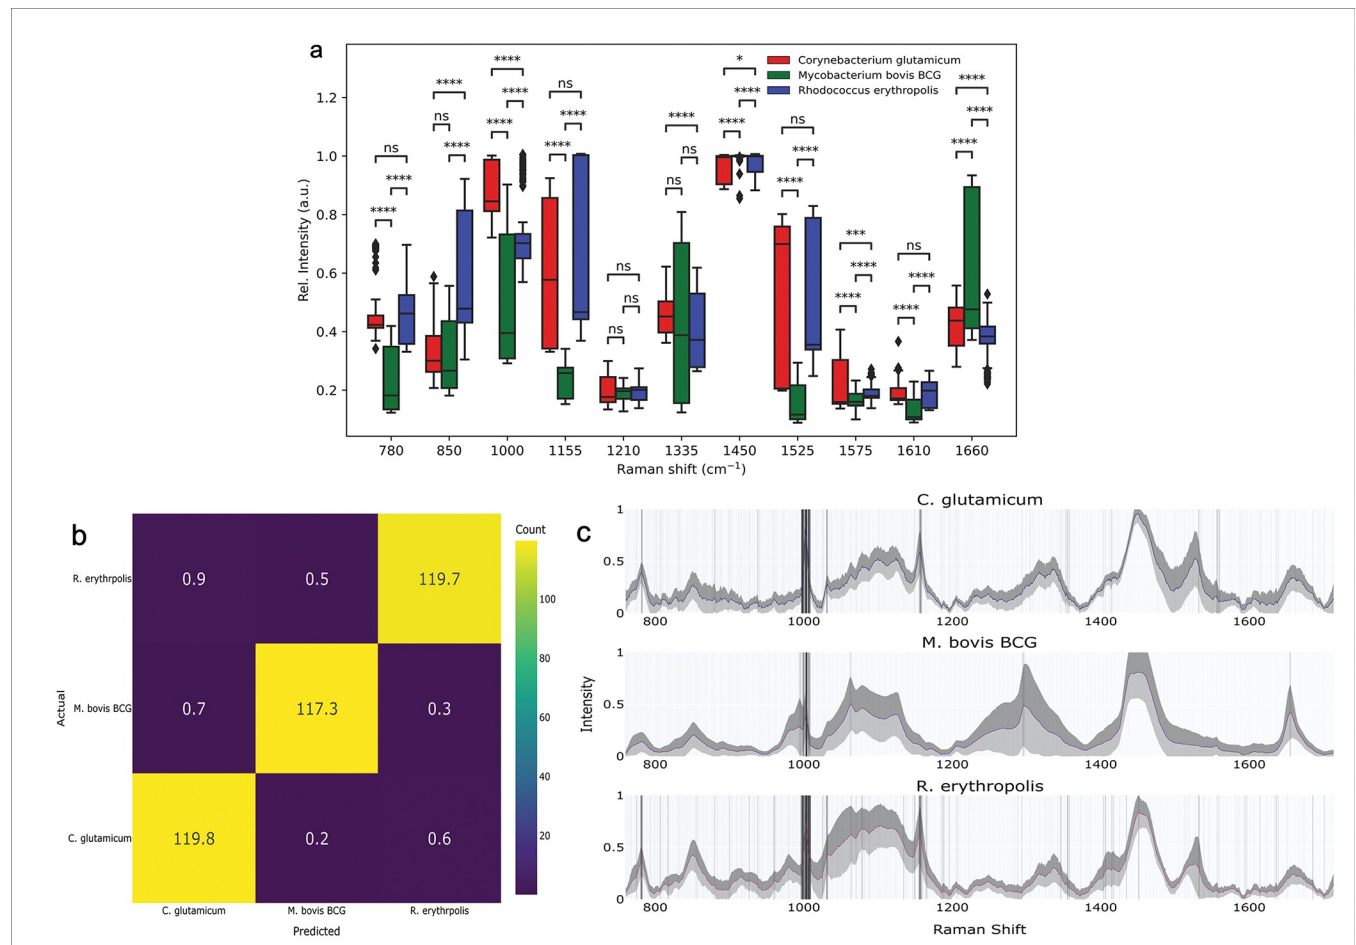 a
Corynebacterium glutamicum
Mycobacterium bovis BCG
Rhodococcus erythropolis
Rel. Intensity (a.u.)
1.2
1.0
0.8
0.6
0.4
0.2
ns
****
****
****
ns
****
****
****
****
ns
****
****
ns
ns
ns
****
ns
ns
*
****
****
ns
****
****
***
****
****
ns
****
****
****
****
****
780 850 1000 1155 1210 1335 1450 1525 1575 1610 1660
Raman shift (cm⁻¹)
b
Actual
R. erythrpolis 0.9 0.5 119.7
M. bovis BCG 0.7 117.3 0.3
C. glutamicum 119.8 0.2 0.6
C. glutamicum M. bovis BCG R. erythrpolis
Predicted
Count
100
80
60
40
20
c
C. glutamicum
1
0.5
0
800 1000 1200 1400 1600
M. bovis BCG
Intensity
1
0.5
0
800 1000 1200 1400 1600
R. erythropolis
1
0.5
0
800 1000 1200 1400 1600
Raman Shift